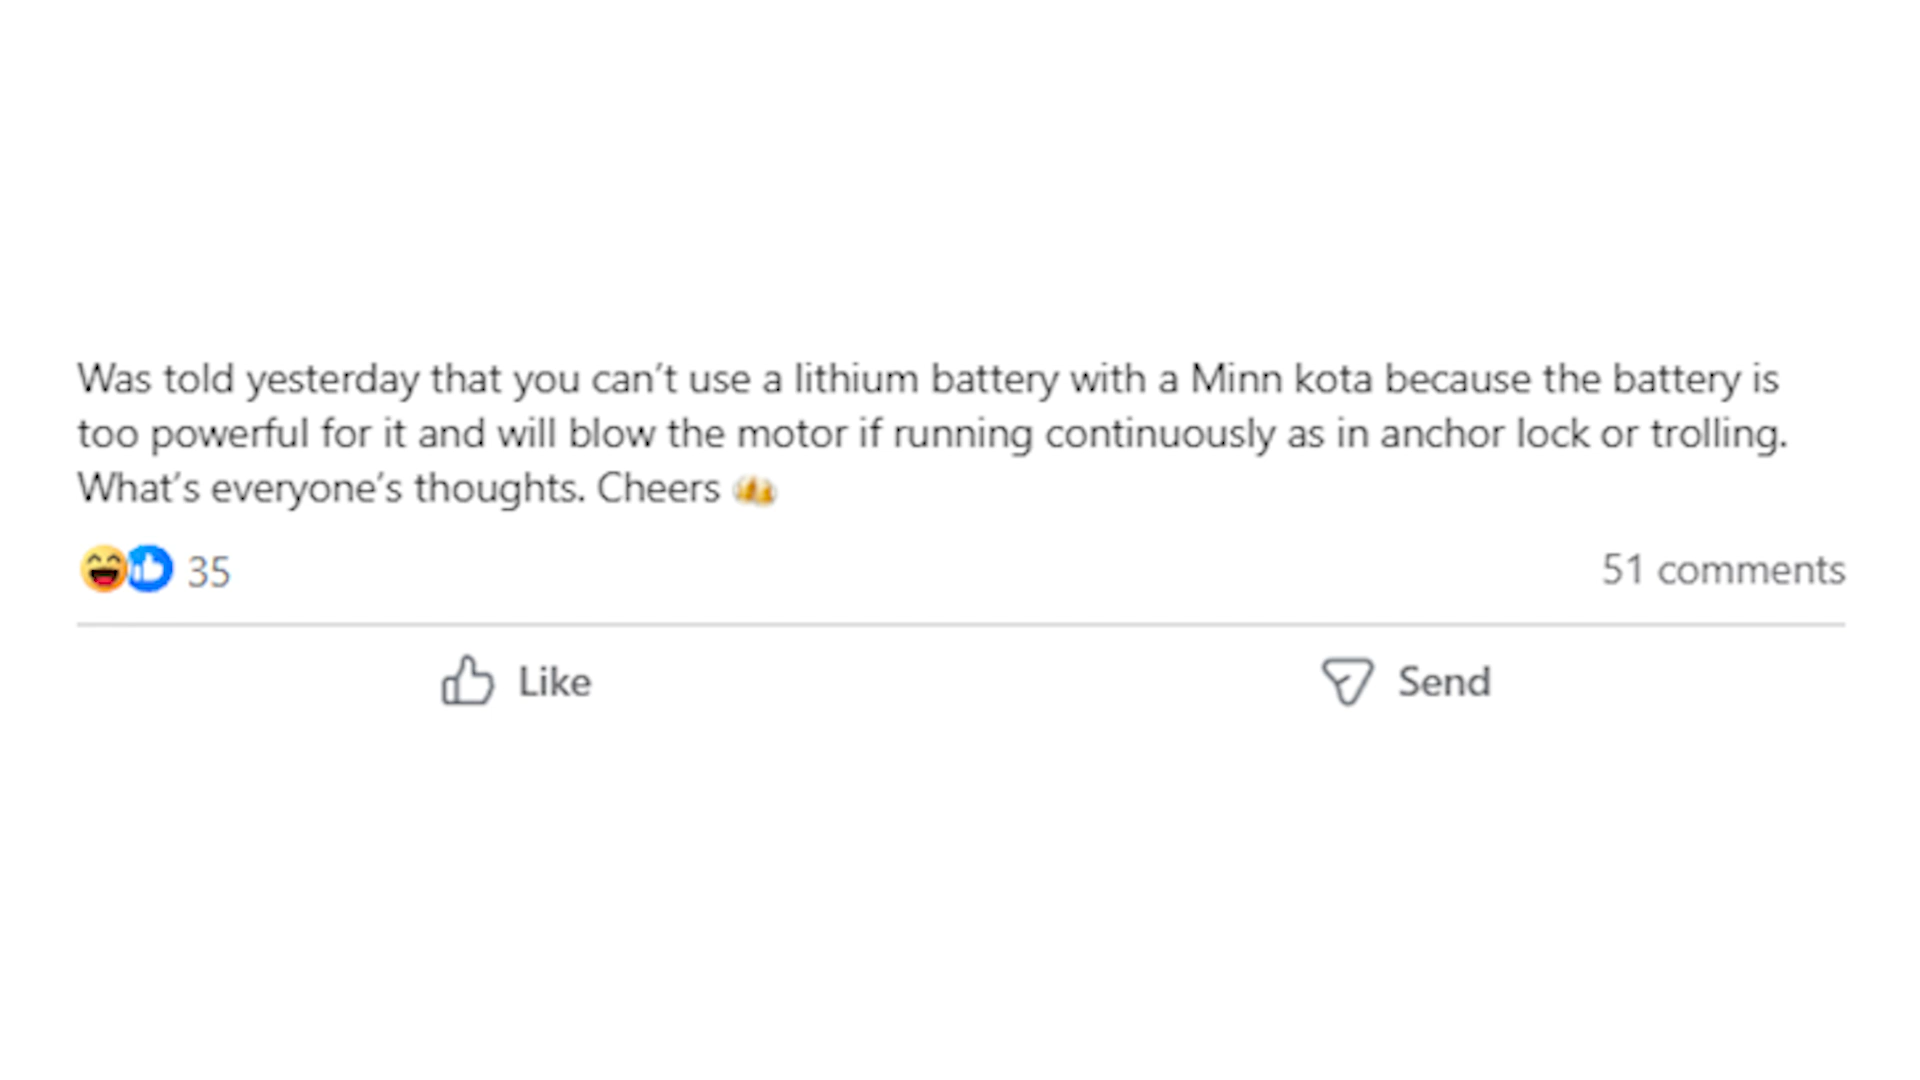 Was told yesterday that you can’t use a lithium battery with a Minn kota because the battery is
too powerful for it and will blow the motor if running continuously as in anchor lock or trolling.
What’s everyone’s thoughts. Cheers 🍻
35
51 comments
Like
Send